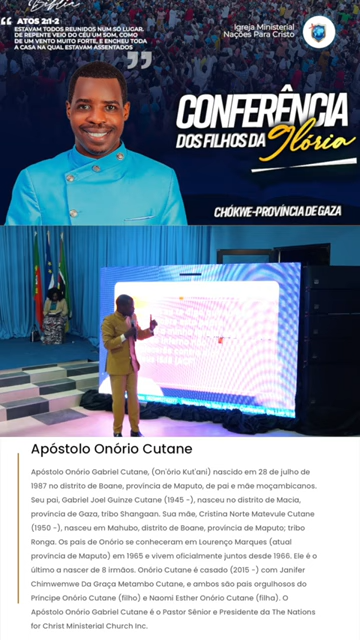 Bíblia
“ ATOS 2:1-2
ESTAVAM TODOS REUNIDOS NUM SÓ LUGAR.
DE REPENTE VEIO DO CÉU UM SOM, COMO
DE UM VENTO MUITO FORTE, E ENCHEU TODA
A CASA NA QUAL ESTAVAM ASSENTADOS
”
Igreja Ministerial
Nações Para Cristo
CONFERÊNCIA
DOS FILHOS DA Glória
CHÓKWE-PROVÍNCIA DE GAZA
Apóstolo Onório Cutane
Apóstolo Onório Gabriel Cutane, (On'ório Kut'ani) nascido em 28 de julho de
1987 no distrito de Boane, província de Maputo, de pai e mãe moçambicanos.
Seu pai, Gabriel Joel Guinze Cutane (1945 -), nasceu no distrito de Macia,
província de Gaza, tribo Shangaan. Sua mãe, Cristina Norte Matevule Cutane
(1950 -), nasceu em Mahubo, distrito de Boane, província de Maputo; tribo
Ronga. Os pais de Onório se conheceram em Lourenço Marques (atual
província de Maputo) em 1965 e vivem oficialmente juntos desde 1966. Ele é o
último a nascer de 8 irmãos. Onório Cutane é casado (2015 -) com Janifer
Chimwemwe Da Graça Metambo Cutane, e ambos são pais orgulhosos do
Príncipe Onório Cutane (filho) e Naomi Esther Onório Cutane (filha). O
Apóstolo Onório Gabriel Cutane é o Pastor Sênior e Presidente da The Nations
for Christ Ministerial Church Inc.